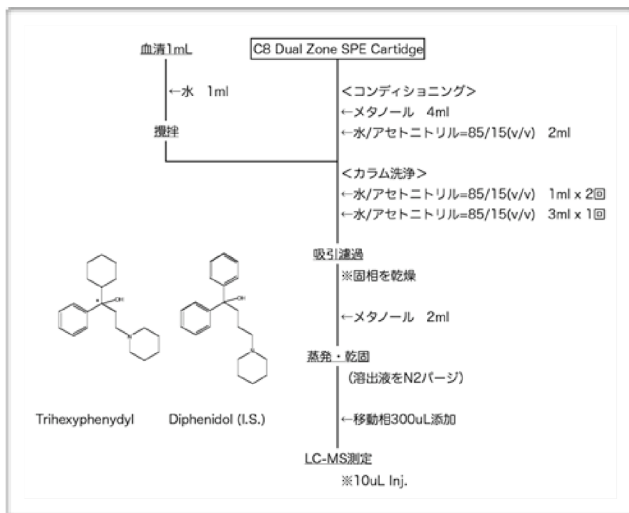 血清1mL
C8 Dual Zone SPE Cartidge
←水 1ml
攪拌
＜コンディショニング＞
←メタノール 4ml
←水/アセトニトリル=85/15(v/v) 2ml
＜カラム洗浄＞
←水/アセトニトリル=85/15(v/v) 1ml x 2回
←水/アセトニトリル=85/15(v/v) 3ml x 1回
吸引濾過
※固相を乾燥
←メタノール 2ml
蒸発・乾固
（溶出液をN2パージ）
←移動相300uL添加
LC-MS測定
※10uL Inj.
OH
N
Trihexyphenydyl
OH
N
Diphenidol (I.S.)